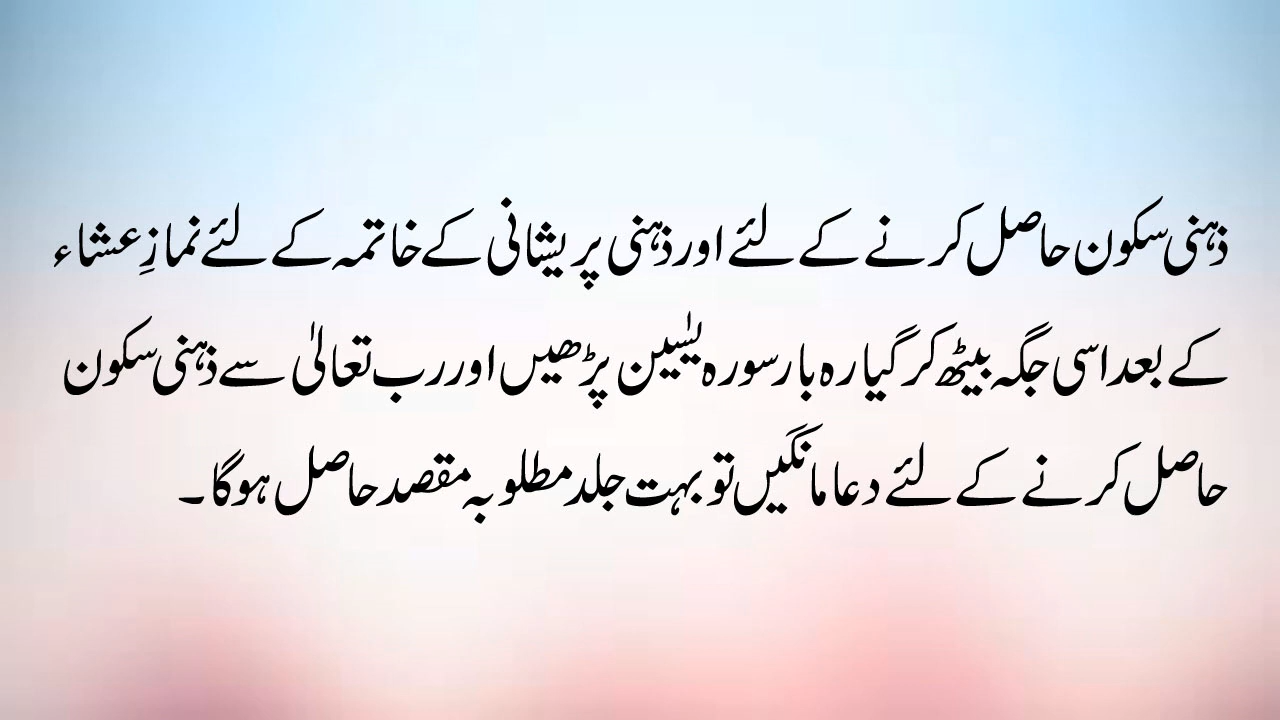 ذہنی سکون حاصل کرنے کے لئے اور ذہنی پریشانی کے خاتمہ کے لئے نمازِ عشاء
کے بعد اسی جگہ بیٹھ کر گیارہ بار سورہ یٰسین پڑھیں اور رب تعالیٰ سے ذہنی سکون
حاصل کرنے کے لئے دعا مانگیں تو بہت جلد مطلوبہ مقصد حاصل ہوگا۔